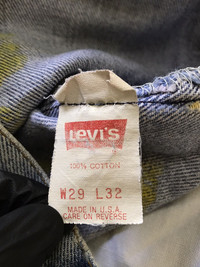 Levi's
100% COTTON
W29 L32
MADE IN U.S.A.
CARE ON REVERSE